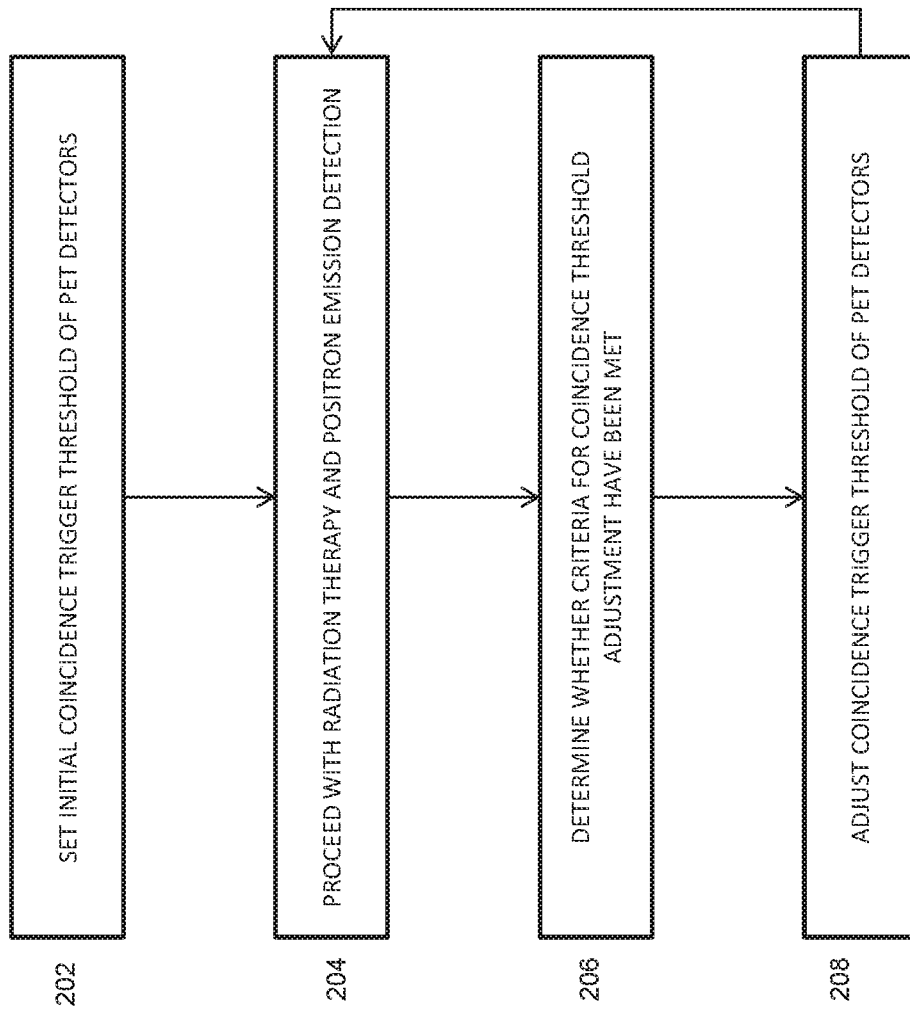 202
SET INITIAL COINCIDENCE TRIGGER THRESHOLD OF PET DETECTORS
204
PROCEED WITH RADIATION THERAPY AND POSITRON EMISSION DETECTION
206
DETERMINE WHETHER CRITERIA FOR COINCIDENCE THRESHOLD
ADJUSTMENT HAVE BEEN MET
208
ADJUST COINCIDENCE TRIGGER THRESHOLD OF PET DETECTORS